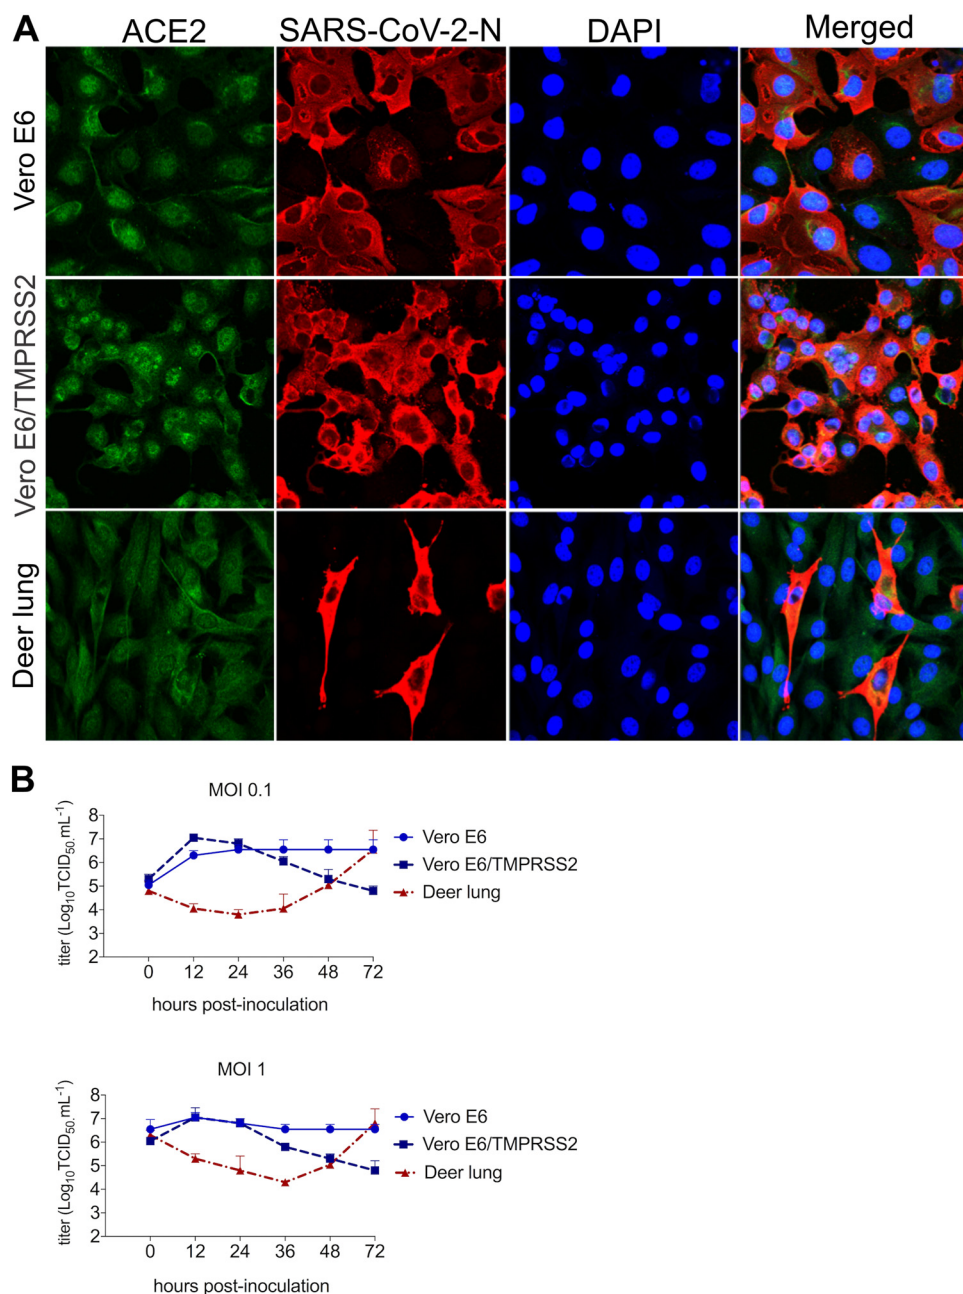 A
ACE2 SARS-CoV-2-N DAPI Merged
Vero E6
Vero E6/TMPRSS2
Deer lung
B
MOI 0.1
titer (Log10TCID50.mL-1)
8
7
6
5
4
3
2
0 12 24 36 48 72
hours post-inoculation
Vero E6
Vero E6/TMPRSS2
Deer lung
MOI 1
titer (Log10TCID50.mL-1)
8
7
6
5
4
3
2
0 12 24 36 48 72
hours post-inoculation
Vero E6
Vero E6/TMPRSS2
Deer lung